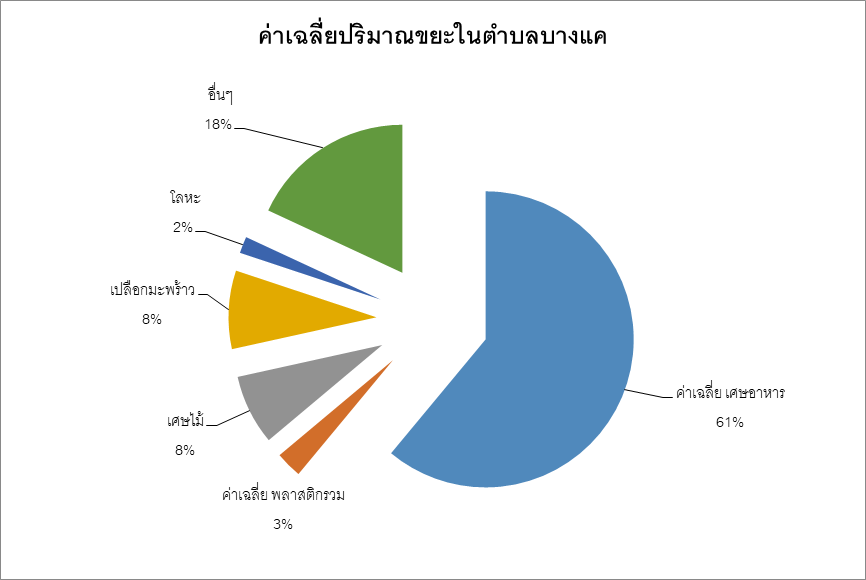 ค่าเฉลี่ยปริมาณขยะในตำบลบางแค
อื่นๆ
18%
โลหะ
2%
เปลือกมะพร้าว
8%
เศษไม้
8%
ค่าเฉลี่ย พลาสติกรวม
3%
ค่าเฉลี่ย เศษอาหาร
61%